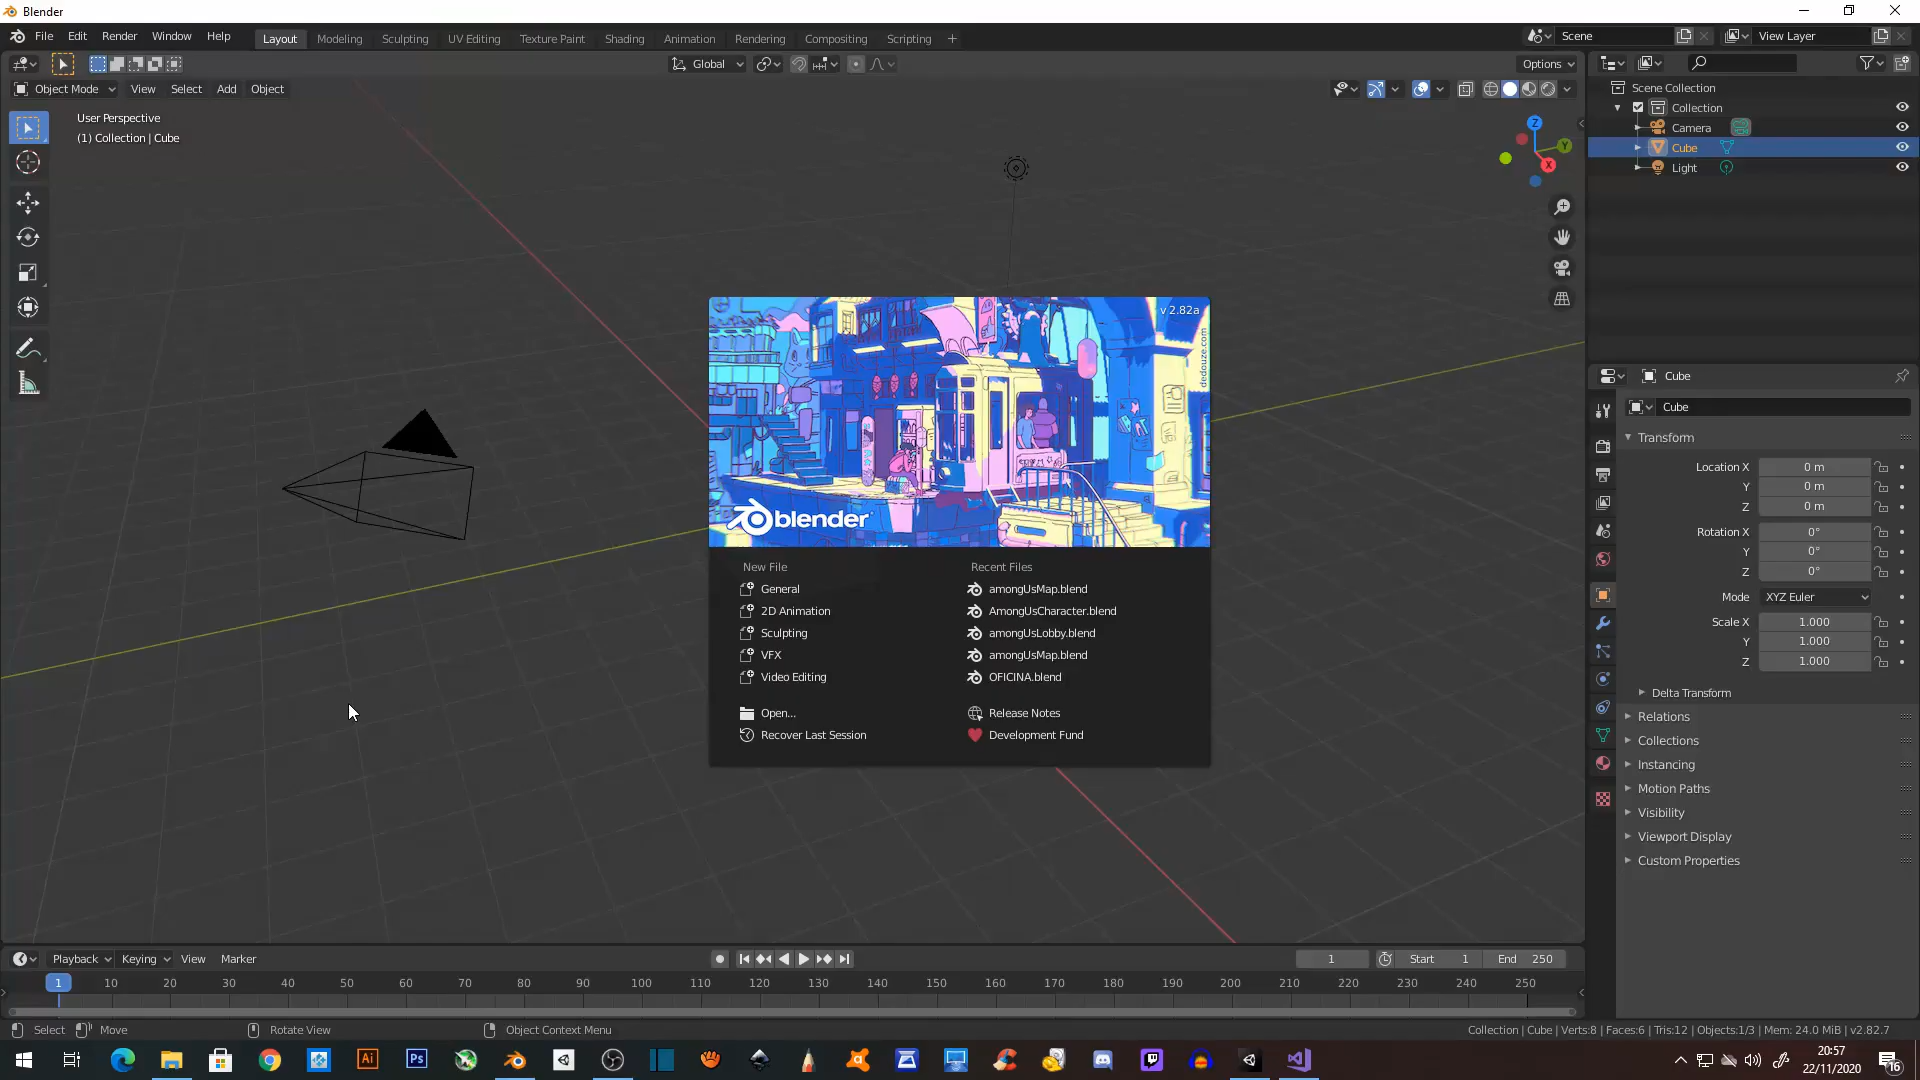 Blender
File Edit Render Window Help
Layout Modeling Sculpting UV Editing Texture Paint Shading Animation Rendering Compositing Scripting +
Scene View Layer
Global Options
Object Mode View Select Add Object
User Perspective
(1) Collection | Cube
Z
Y
X
Scene Collection
Collection
Camera
Cube
Light
v 2.82a
dedouze.com
blender
New File
General
2D Animation
Sculpting
VFX
Video Editing
Open...
Recover Last Session
Recent Files
amongUsMap.blend
AmongUsCharacter.blend
amongUsLobby.blend
amongUsMap.blend
OFICINA.blend
Release Notes
Development Fund
Cube
Cube
Transform
Location X 0 m
Y 0 m
Z 0 m
Rotation X 0°
Y 0°
Z 0°
Mode XYZ Euler
Scale X 1.000
Y 1.000
Z 1.000
Delta Transform
Relations
Collections
Instancing
Motion Paths
Visibility
Viewport Display
Custom Properties
Playback Keying View Marker
1 Start 1 End 250
1 10 20 30 40 50 60 70 80 90 100 110 120 130 140 150 160 170 180 190 200 210 220 230 240 250
Select Move Rotate View Object Context Menu
Collection | Cube | Verts:8 | Faces:6 | Tris:12 | Objects:1/3 | Mem: 24.0 MiB | v2.82.7
Ai Ps
20:57
22/11/2020
16